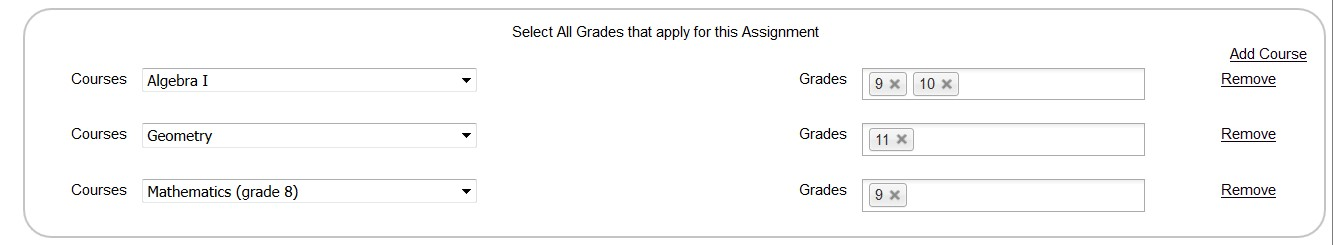 Select All Grades that apply for this Assignment
Add Course
Courses Algebra I Grades 9 10 Remove
Courses Geometry Grades 11 Remove
Courses Mathematics (grade 8) Grades 9 Remove